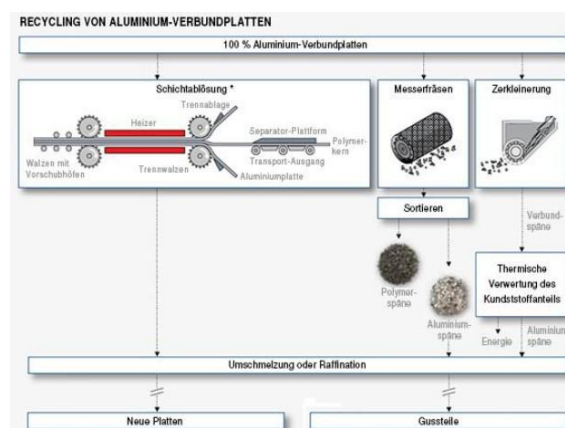 RECYCLING VON ALUMINIUM-VERBUNDPLATTEN
100 % Aluminium-Verbundplatten
Schichtablösung *
Trennablage
Heizer
Separator-Plattform
Polymer-
kern
Walzen mit
Vorschubhöfen
Trennwalzen
Transport-Ausgang
Aluminiumplatte
Messerfräsen
Zerkleinerung
Sortieren
Verbund-
späne
Polymer-
späne
Aluminium-
späne
Thermische
Verwertung des
Kundststoffanteils
Energie
Aluminium
späne
Umschmelzung oder Raffination
Neue Platten
Gussteile